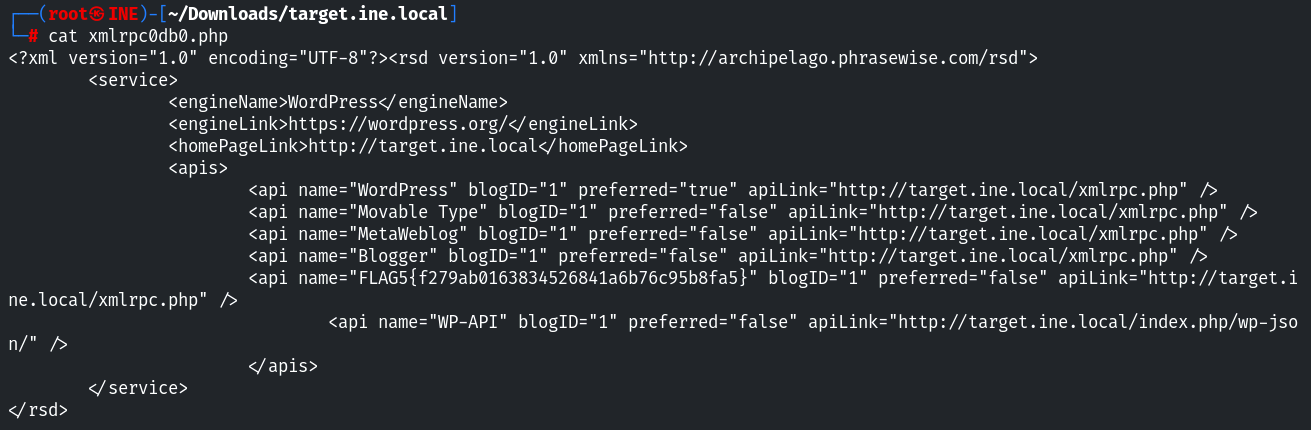 ┌──(root㉿INE)-[~/Downloads/target.ine.local]
└─# cat xmlrpc0db0.php
<?xml version="1.0" encoding="UTF-8"?><rsd version="1.0" xmlns="http://archipelago.phrasewise.com/rsd">
        <service>
                <engineName>WordPress</engineName>
                <engineLink>https://wordpress.org/</engineLink>
                <homePageLink>http://target.ine.local</homePageLink>
                <apis>
                        <api name="WordPress" blogID="1" preferred="true" apiLink="http://target.ine.local/xmlrpc.php" />
                        <api name="Movable Type" blogID="1" preferred="false" apiLink="http://target.ine.local/xmlrpc.php" />
                        <api name="MetaWeblog" blogID="1" preferred="false" apiLink="http://target.ine.local/xmlrpc.php" />
                        <api name="Blogger" blogID="1" preferred="false" apiLink="http://target.ine.local/xmlrpc.php" />
                        <api name="FLAG5{f279ab0163834526841a6b76c95b8fa5}" blogID="1" preferred="false" apiLink="http://target.i
ne.local/xmlrpc.php" />
                                <api name="WP-API" blogID="1" preferred="false" apiLink="http://target.ine.local/index.php/wp-jso
n/" />
                        </apis>
        </service>
</rsd>